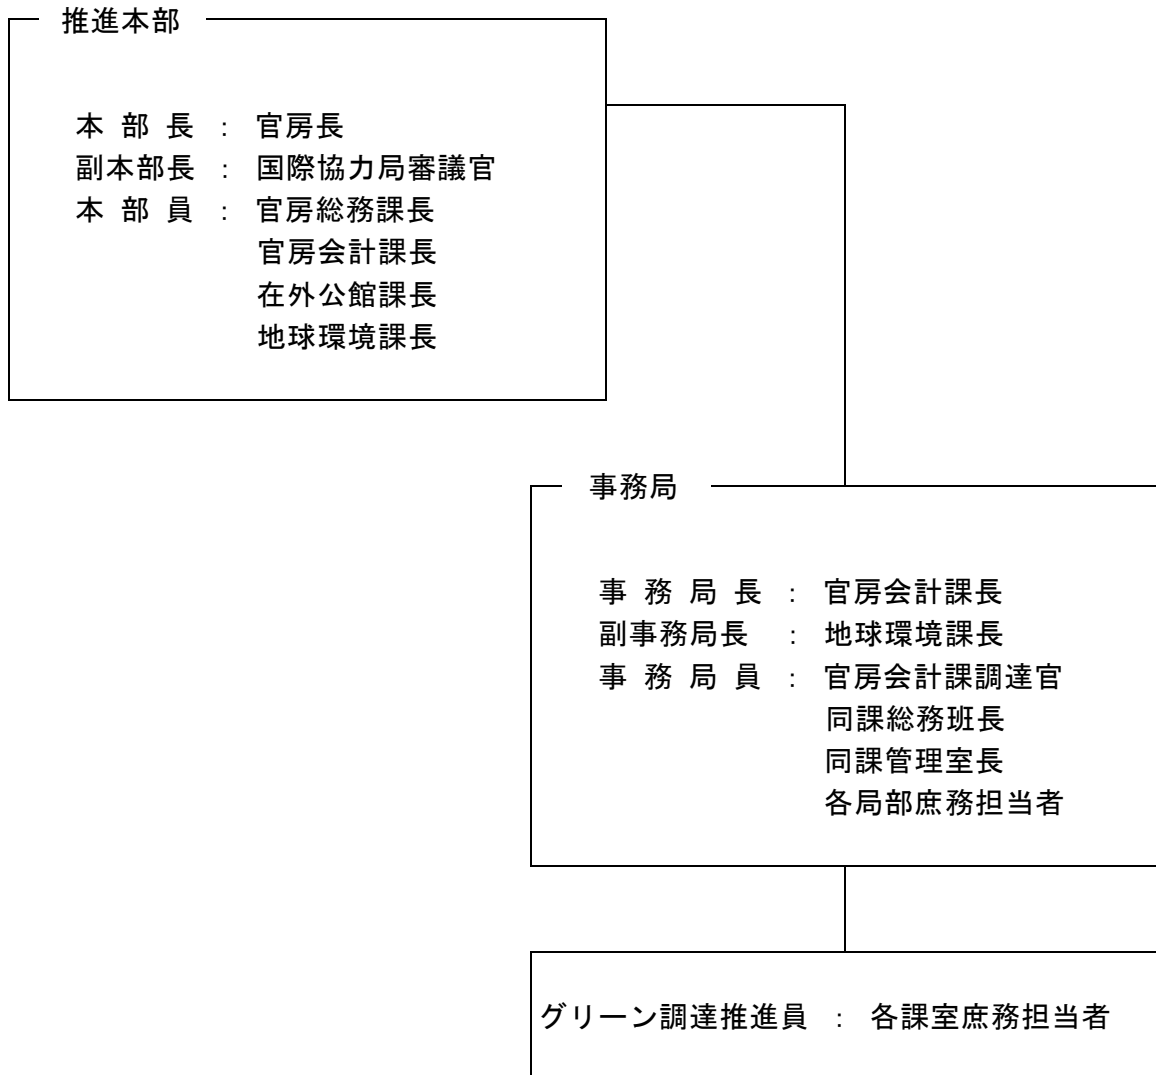 推進本部
本 部 長 : 官房長
副本部長 : 国際協力局審議官
本 部 員 : 官房総務課長
官房会計課長
在外公館課長
地球環境課長
事務局
事 務 局 長 : 官房会計課長
副事務局長 : 地球環境課長
事 務 局 員 : 官房会計課調達官
同課総務班長
同課管理室長
各局部庶務担当者
グリーン調達推進員 : 各課室庶務担当者